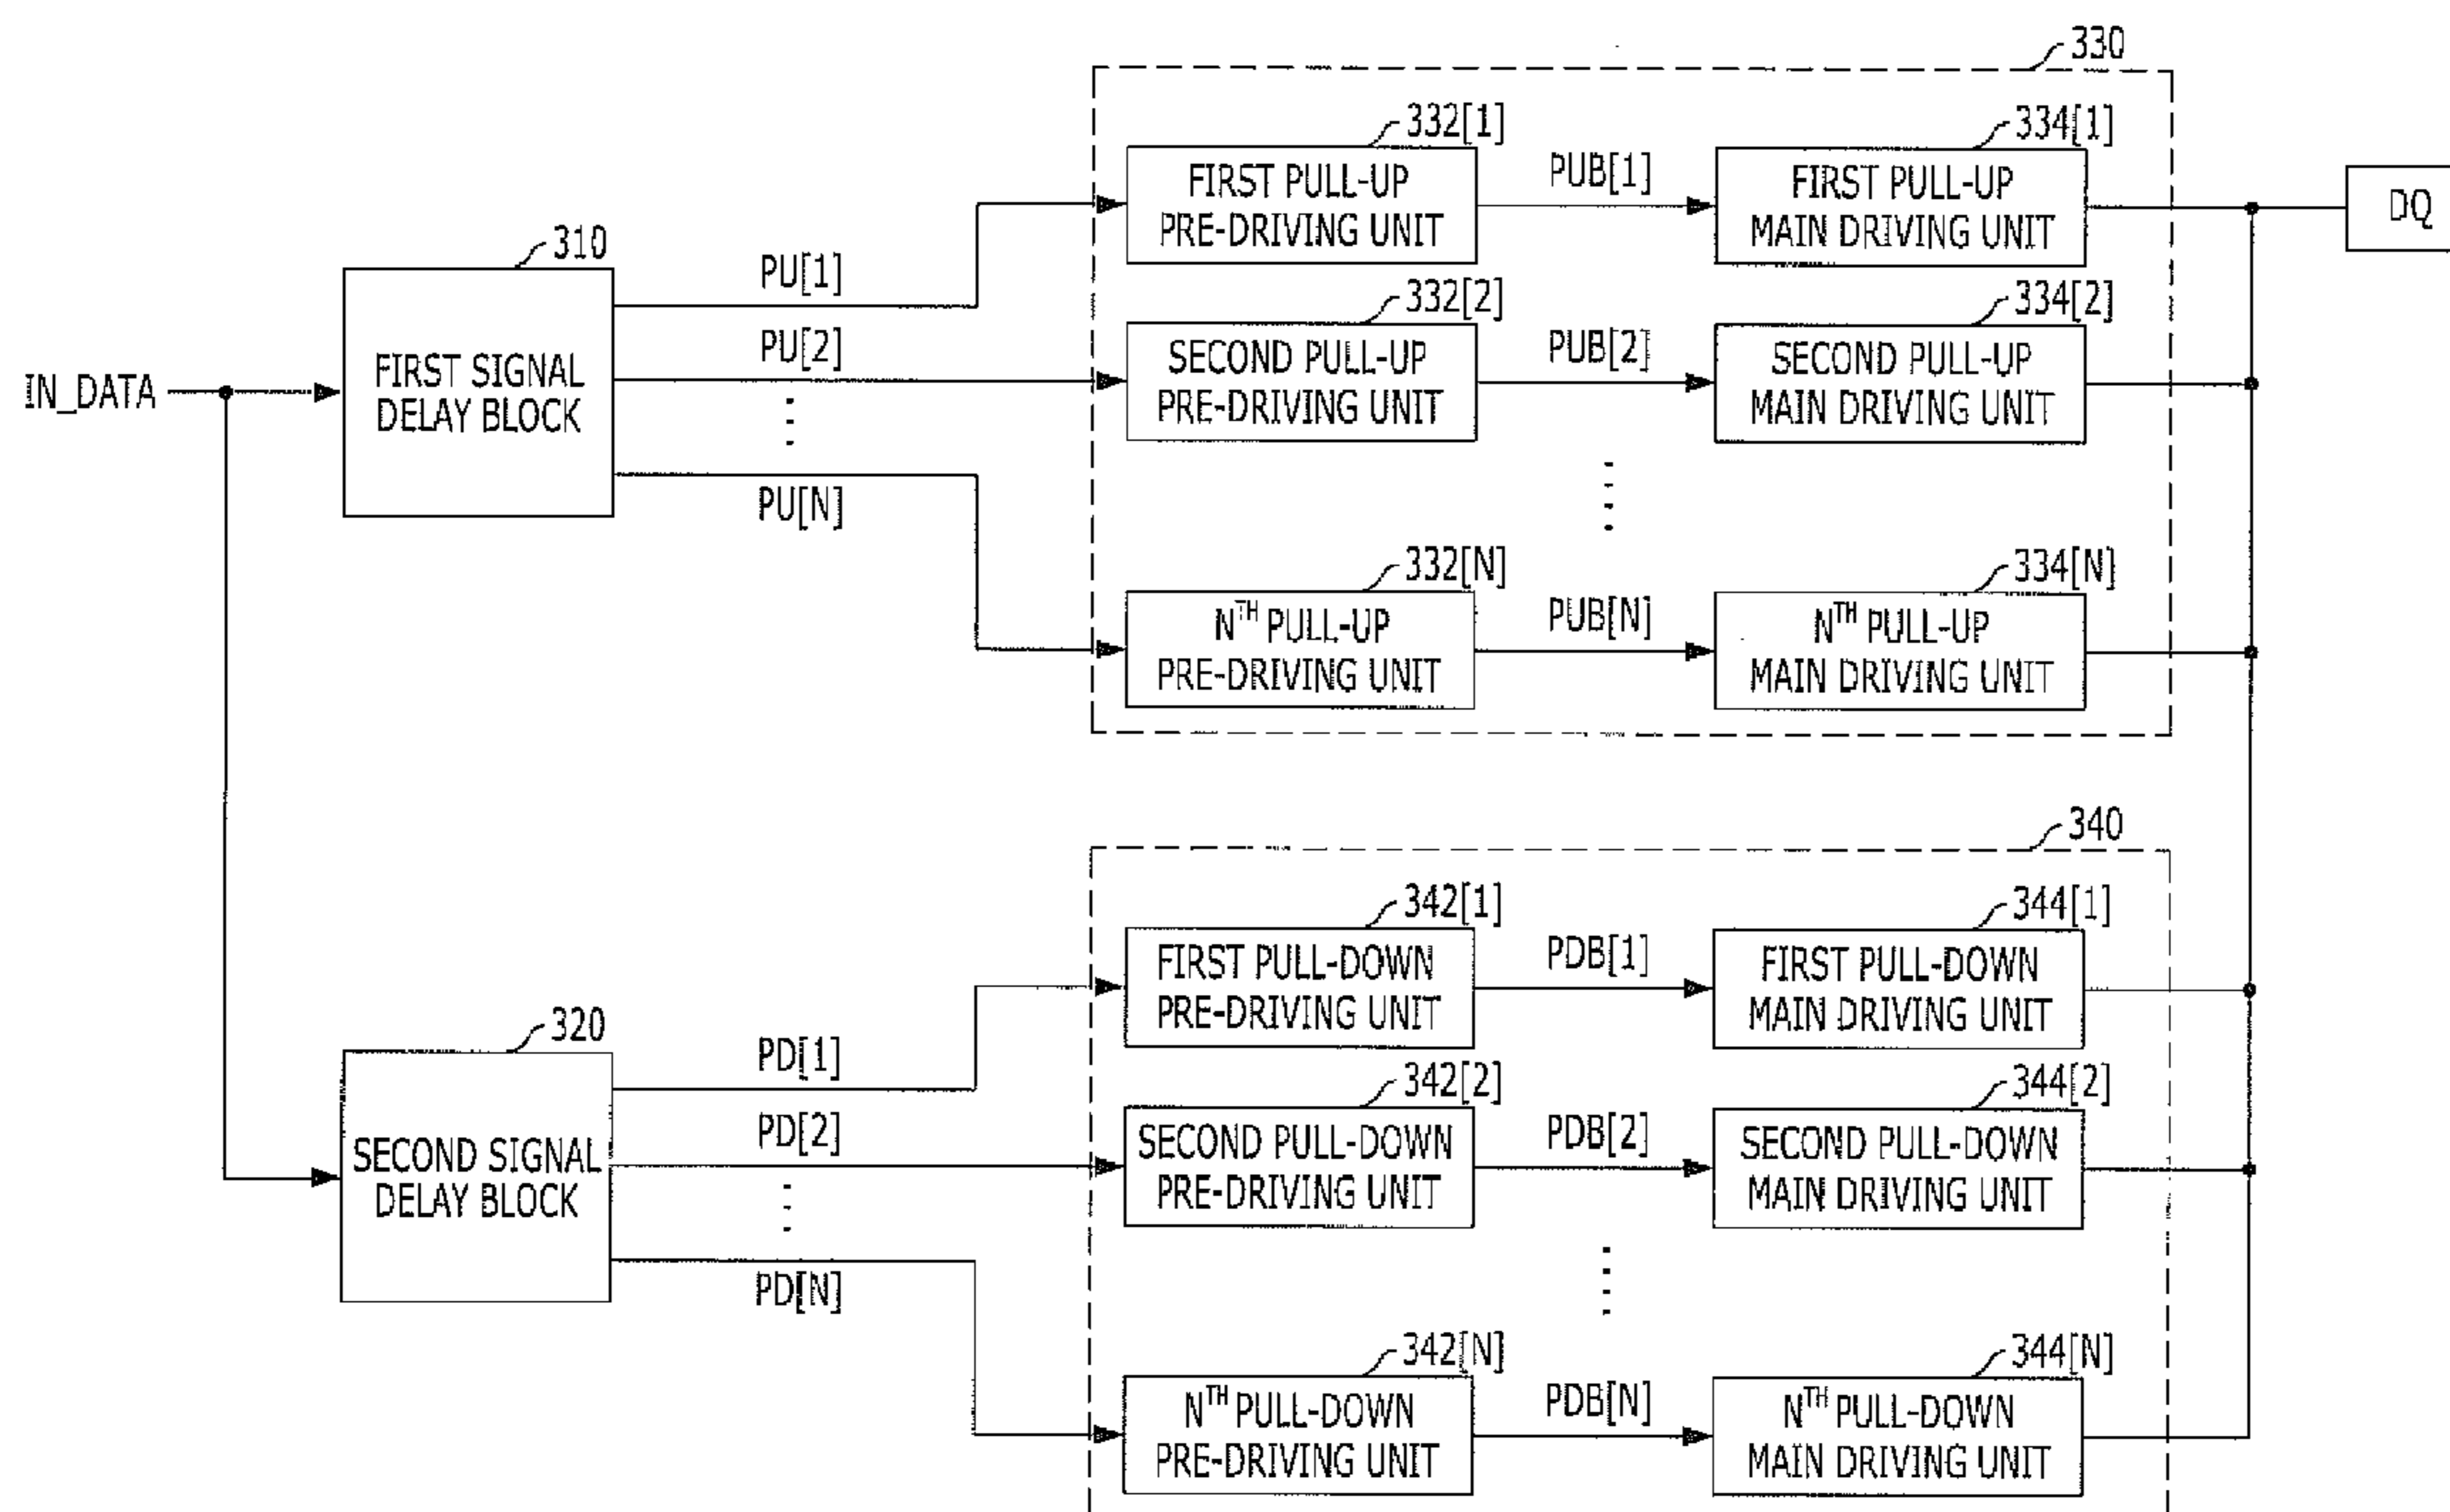 330
332[1]
334[1]
FIRST PULL-UP
PRE-DRIVING UNIT
PUB[1]
FIRST PULL-UP
MAIN DRIVING UNIT
DQ
310
PU[1]
332[2]
334[2]
IN_DATA
FIRST SIGNAL
DELAY BLOCK
PU[2]
SECOND PULL-UP
PRE-DRIVING UNIT
PUB[2]
SECOND PULL-UP
MAIN DRIVING UNIT
PU[N]
332[N]
334[N]
NTH PULL-UP
PRE-DRIVING UNIT
PUB[N]
NTH PULL-UP
MAIN DRIVING UNIT
340
342[1]
344[1]
FIRST PULL-DOWN
PRE-DRIVING UNIT
PDB[1]
FIRST PULL-DOWN
MAIN DRIVING UNIT
320
PD[1]
342[2]
344[2]
SECOND SIGNAL
DELAY BLOCK
PD[2]
SECOND PULL-DOWN
PRE-DRIVING UNIT
PDB[2]
SECOND PULL-DOWN
MAIN DRIVING UNIT
PD[N]
342[N]
344[N]
NTH PULL-DOWN
PRE-DRIVING UNIT
PDB[N]
NTH PULL-DOWN
MAIN DRIVING UNIT